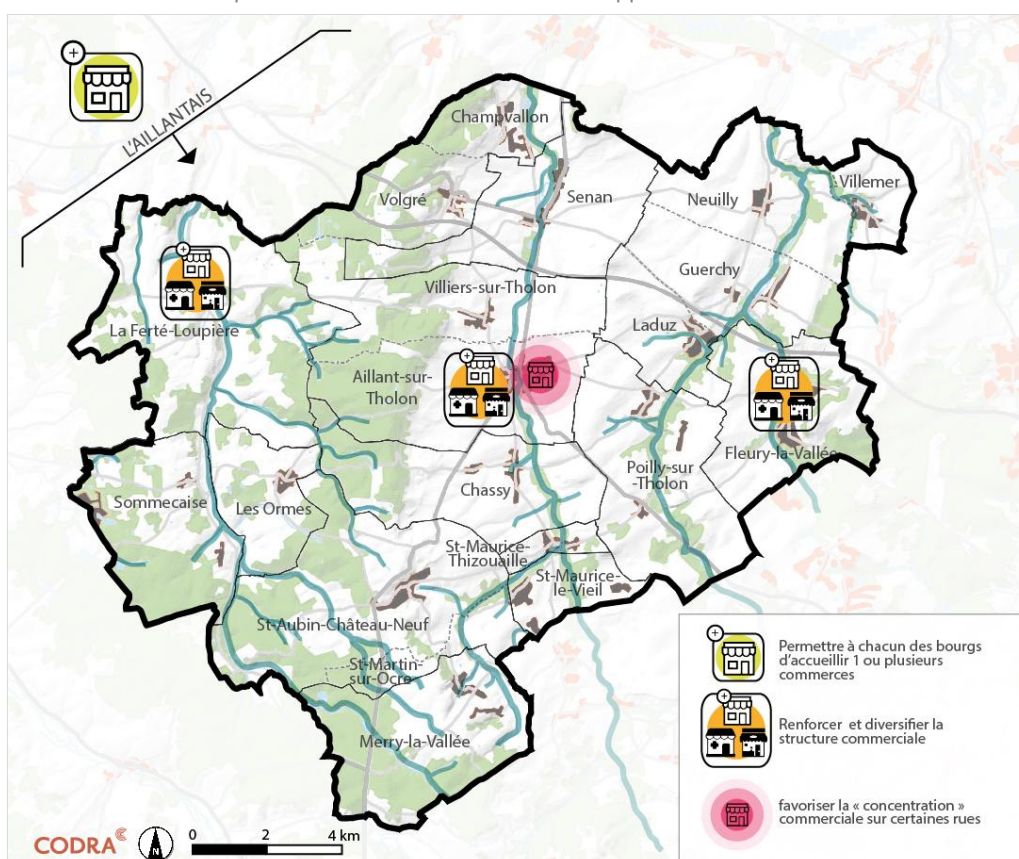 L'AILLANTAIS
Champvallon
Volgré
Senan
Neuilly
Villemer
Guerchy
Villiers-sur-Tholon
La Ferté-Loupière
Laduz
Aillant-sur-
Tholon
Fleury-la-Vallée
Poilly-sur
-Tholon
Chassy
Sommecaise
Les Ormes
St-Maurice-
Thizouaille
St-Maurice-
le-Vieil
St-Aubin-Château-Neuf
St-Martin-
sur-Ocre
Merry-la-Vallée
Permettre à chacun des bourgs
d'accueillir 1 ou plusieurs
commerces
Renforcer et diversifier la
structure commerciale
favoriser la « concentration »
commerciale sur certaines rues
CODRA
N
0 2 4 km